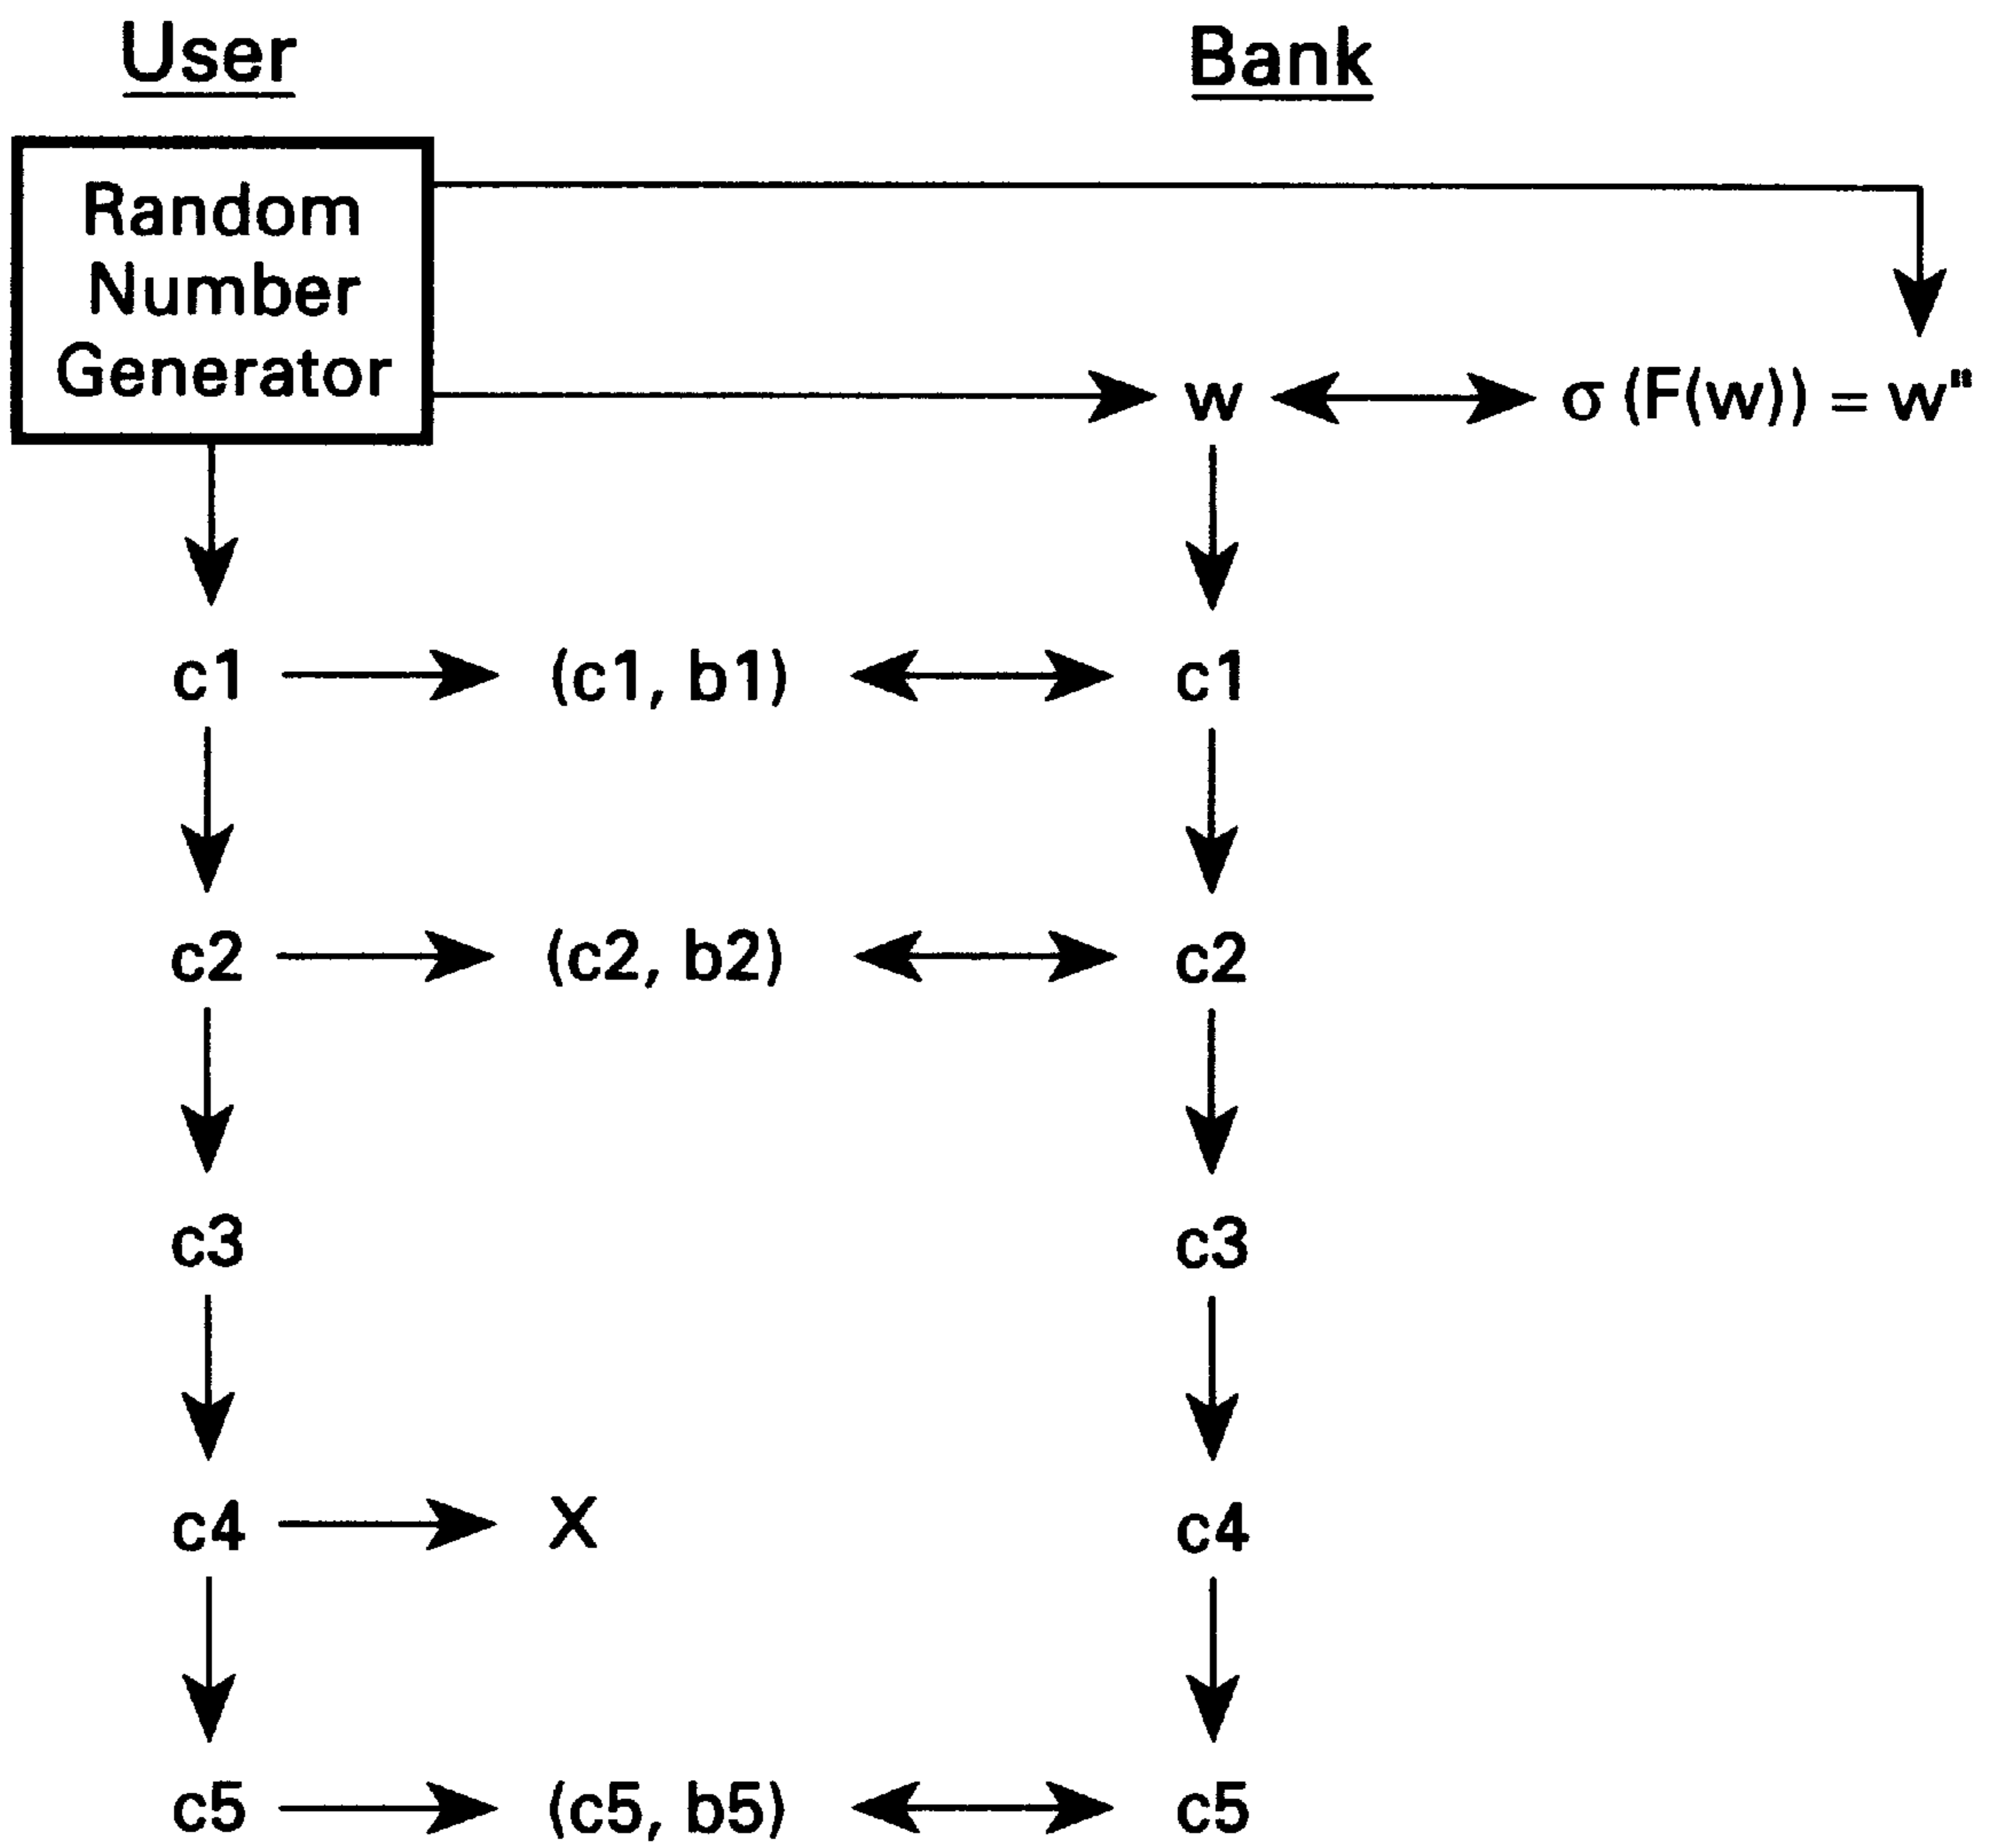 User Bank
Random
Number
Generator
w σ (F(w)) = w"
c1 (c1, b1) c1
c2 (c2, b2) c2
c3 c3
c4 X c4
c5 (c5, b5) c5